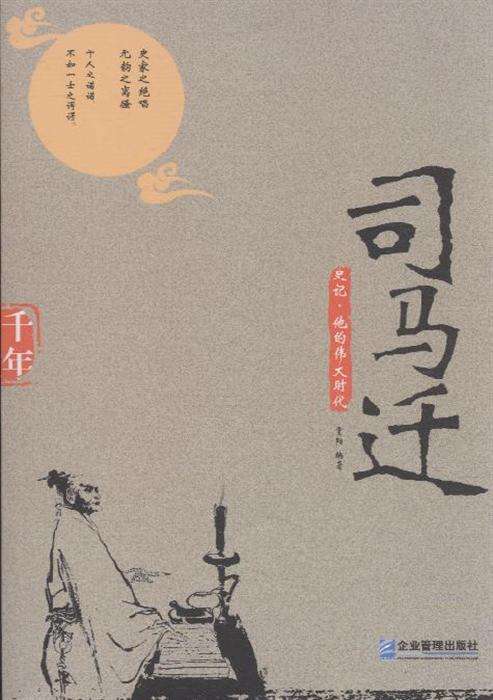 史家之绝唱
无韵之离骚
千人之诺诺
不如一士之谔谔
司马迁
史记·他的伟大时代
编著
千年
企业管理出版社